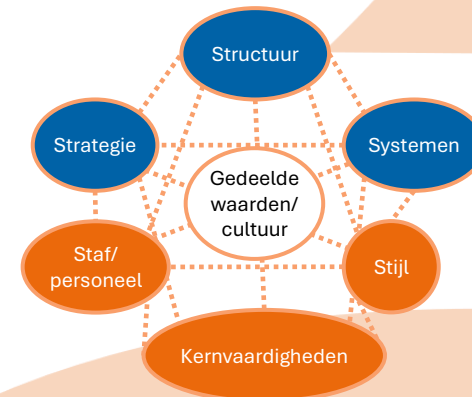 Structuur
Strategie
Systemen
Gedeelde
waarden/
cultuur
Staf/
personeel
Stijl
Kernvaardigheden